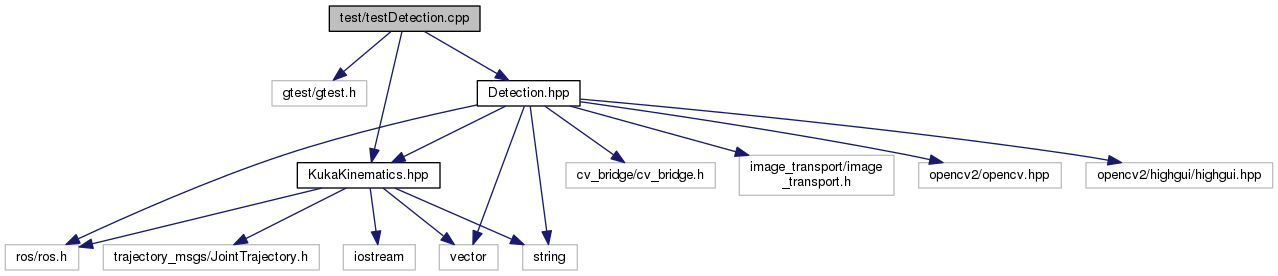 test/testDetection.cpp
gtest/gtest.h
Detection.hpp
KukaKinematics.hpp
cv_bridge/cv_bridge.h
image_transport/image
_transport.h
opencv2/opencv.hpp
opencv2/highgui/highgui.hpp
ros/ros.h
trajectory_msgs/JointTrajectory.h
iostream
vector
string